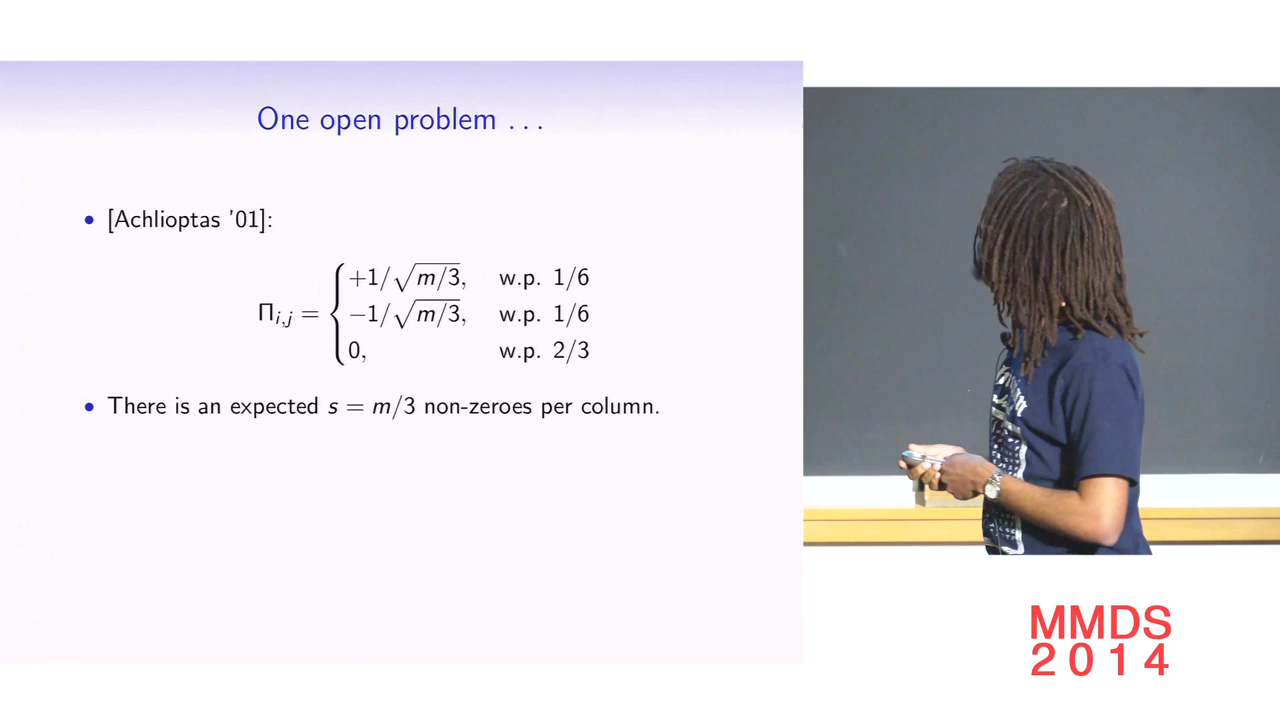 One open problem . . .
• [Achlioptas '01]:
Π_{i,j} = { +1/√(m/3), w.p. 1/6
−1/√(m/3), w.p. 1/6
0, w.p. 2/3
• There is an expected s = m/3 non-zeroes per column.
MMDS
2014